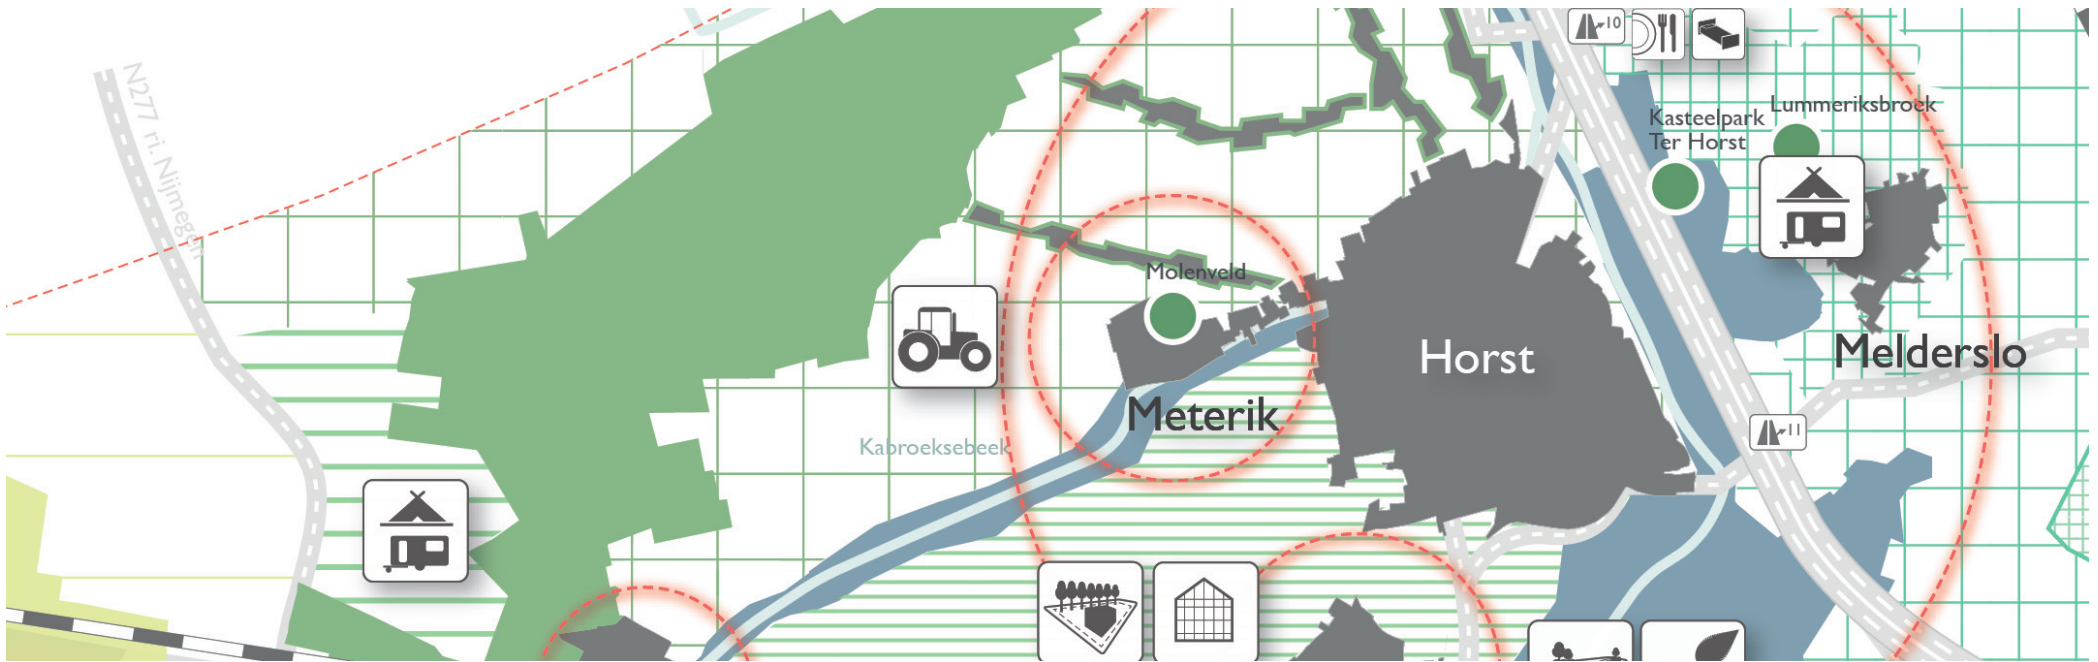 10
N277 ri. Nijmegen
Lummeriksbroek
Kasteelpark
Ter Horst
Molenveld
Horst
Melderslo
Meterik
11
Kabroeksebeek